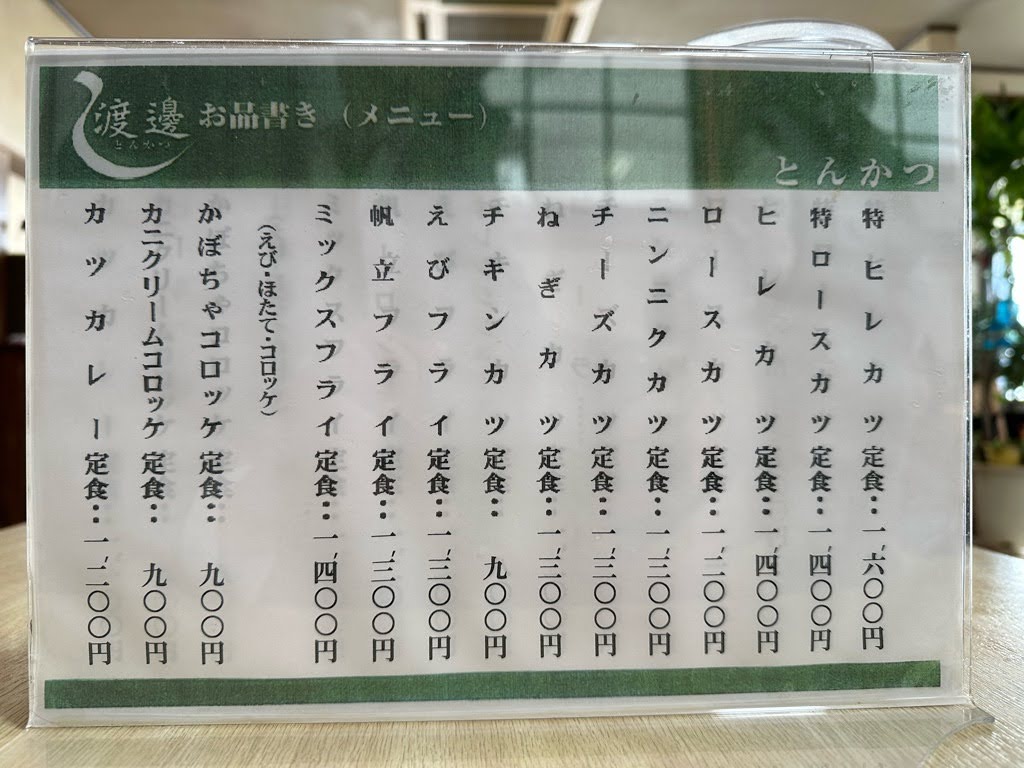 渡邊
とんかつ
お品書き（メニュー）
とんかつ
特ヒレカツ定食：一、六〇〇円
特ロースカツ定食：一、四〇〇円
ヒレカツ定食：一、四〇〇円
ロースカツ定食：一、二〇〇円
ニンニクカツ定食：一、三〇〇円
チーズカツ定食：一、三〇〇円
ねぎカツ定食：一、三〇〇円
チキンカツ定食：九〇〇円
えびフライ定食：一、三〇〇円
帆立フライ定食：一、三〇〇円
ミックスフライ定食：一、四〇〇円
（えび・ほたて・コロッケ）
かぼちゃコロッケ定食：九〇〇円
カニクリームコロッケ定食：九〇〇円
カツカレー定食：一、二〇〇円